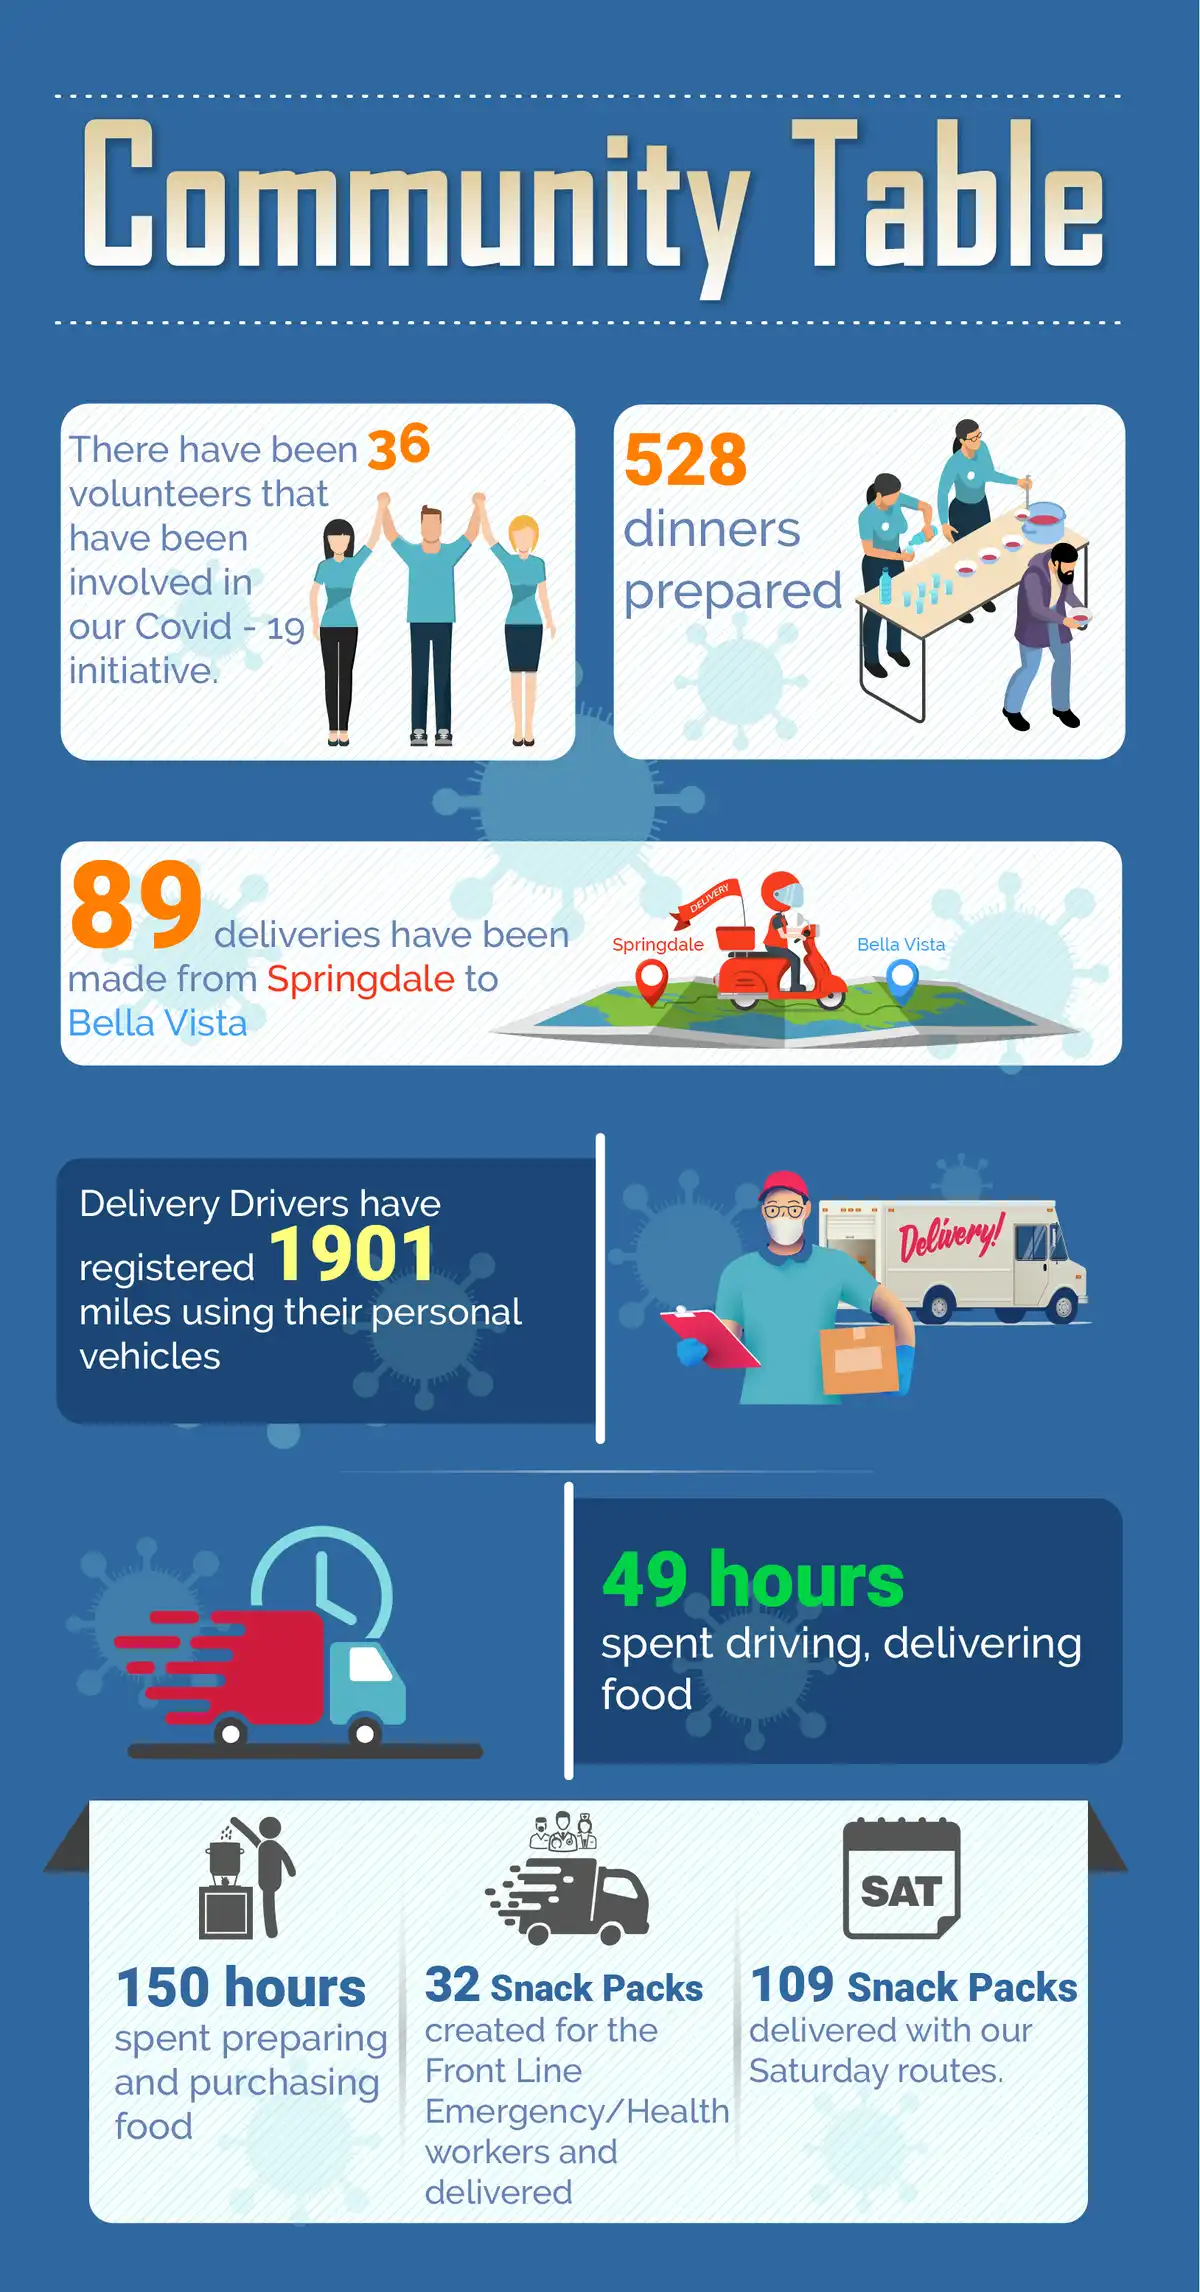 Community Table
There have been 36
volunteers that
have been
involved in
our Covid - 19
initiative.
528
dinners
prepared
89 deliveries have been
made from Springdale to
Bella Vista
DELIVERY
Springdale
Bella Vista
Delivery Drivers have
registered 1901
miles using their personal
vehicles
Delivery!
49 hours
spent driving, delivering
food
150 hours
spent preparing
and purchasing
food
32 Snack Packs
created for the
Front Line
Emergency/Health
workers and
delivered
SAT
109 Snack Packs
delivered with our
Saturday routes.